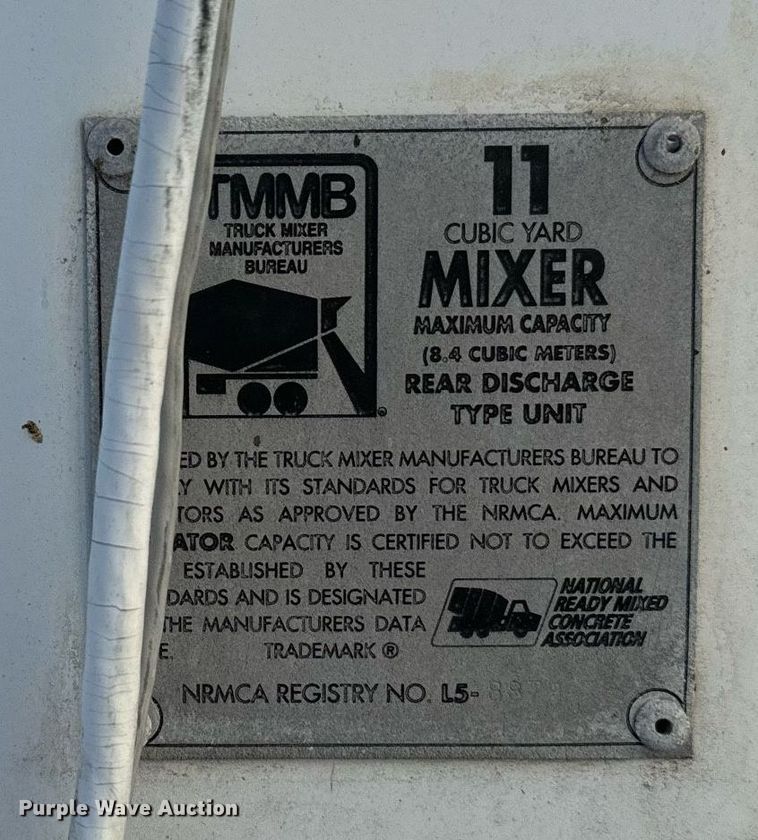 TMMB
TRUCK MIXER
MANUFACTURERS
BUREAU
11
CUBIC YARD
MIXER
MAXIMUM CAPACITY
(8.4 CUBIC METERS)
REAR DISCHARGE
TYPE UNIT
ED BY THE TRUCK MIXER MANUFACTURERS BUREAU TO
Y WITH ITS STANDARDS FOR TRUCK MIXERS AND
TORS AS APPROVED BY THE NRMCA. MAXIMUM
ATOR CAPACITY IS CERTIFIED NOT TO EXCEED THE
ESTABLISHED BY THESE
DARDS AND IS DESIGNATED
THE MANUFACTURERS DATA
E. TRADEMARK ®
NATIONAL
READY MIXED
CONCRETE
ASSOCIATION
NRMCA REGISTRY NO. L5-
Purple Wave Auction